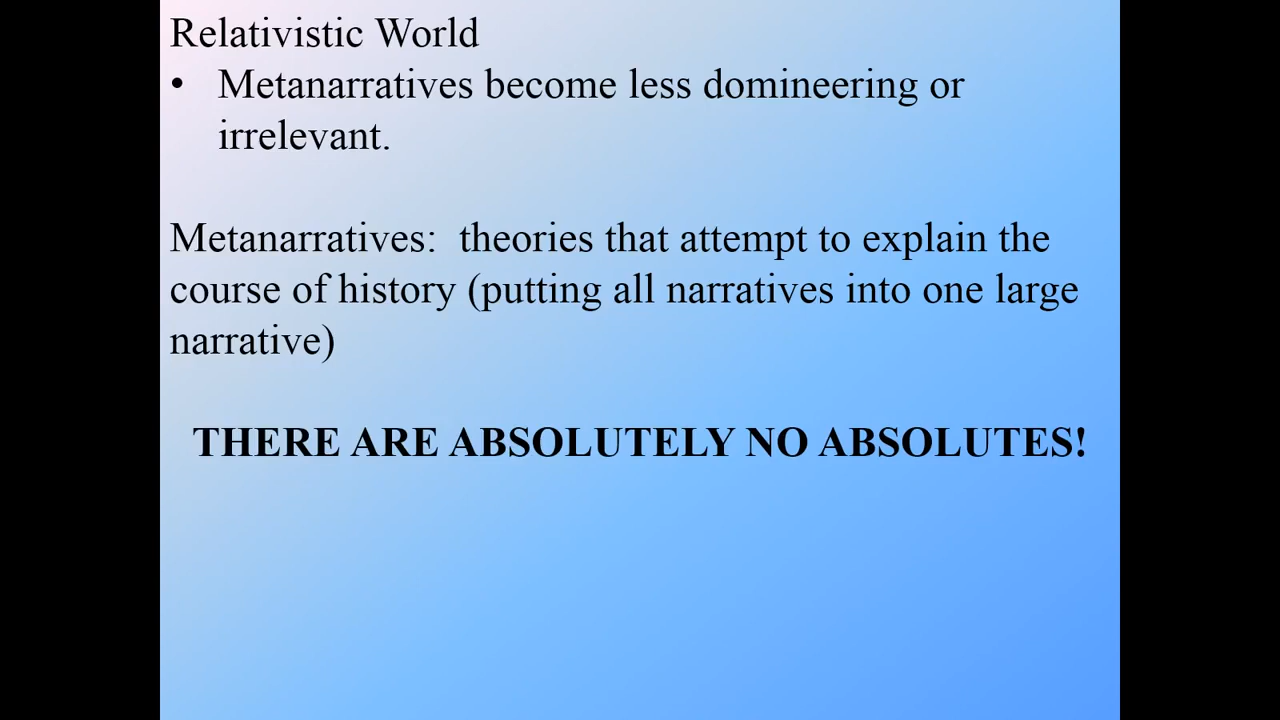 Relativistic World
• Metanarratives become less domineering or
irrelevant.
Metanarratives:  theories that attempt to explain the
course of history (putting all narratives into one large
narrative)
THERE ARE ABSOLUTELY NO ABSOLUTES!